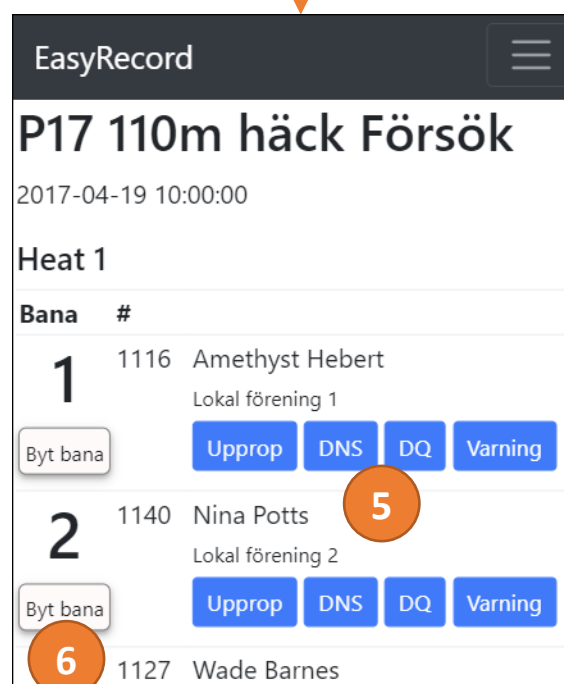 EasyRecord
P17 110m häck Försök
2017-04-19 10:00:00
Heat 1
Bana #
1 1116 Amethyst Hebert
Lokal förening 1
Byt bana Upprop DNS DQ Varning
5
2 1140 Nina Potts
Lokal förening 2
Byt bana Upprop DNS DQ Varning
6
1127 Wade Barnes